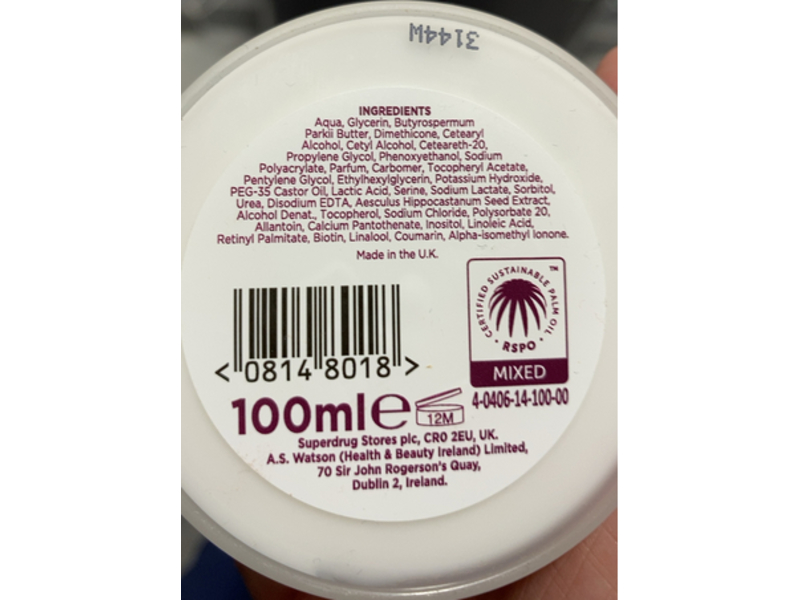 3144W
INGREDIENTS
Aqua, Glycerin, Butyrospermum
Parkii Butter, Dimethicone, Cetearyl
Alcohol, Cetyl Alcohol, Ceteareth-20,
Propylene Glycol, Phenoxyethanol, Sodium
Polyacrylate, Parfum, Carbomer, Tocopheryl Acetate,
Pentylene Glycol, Ethylhexylglycerin, Potassium Hydroxide,
PEG-35 Castor Oil, Lactic Acid, Serine, Sodium Lactate, Sorbitol,
Urea, Disodium EDTA, Aesculus Hippocastanum Seed Extract,
Alcohol Denat., Tocopherol, Sodium Chloride, Polysorbate 20,
Allantoin, Calcium Pantothenate, Inositol, Linoleic Acid,
Retinyl Palmitate, Biotin, Linalool, Coumarin, Alpha-isomethyl Ionone.
Made in the U.K.
CERTIFIED SUSTAINABLE PALM OIL ™
RSPO
MIXED
4-0406-14-100-00
<0814 8018>
100ml e
12M
Superdrug Stores plc, CR0 2EU, UK.
A.S. Watson (Health & Beauty Ireland) Limited,
70 Sir John Rogerson's Quay,
Dublin 2, Ireland.